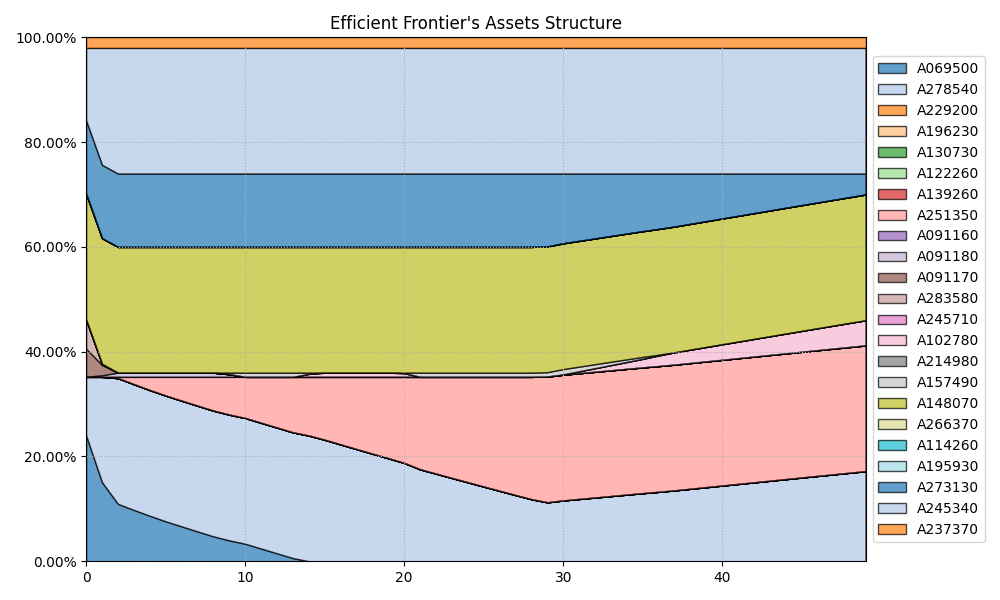 Efficient Frontier's Assets Structure
100.00%
80.00%
60.00%
40.00%
20.00%
0.00%
0 10 20 30 40
A069500
A278540
A229200
A196230
A130730
A122260
A139260
A251350
A091160
A091180
A091170
A283580
A245710
A102780
A214980
A157490
A148070
A266370
A114260
A195930
A273130
A245340
A237370